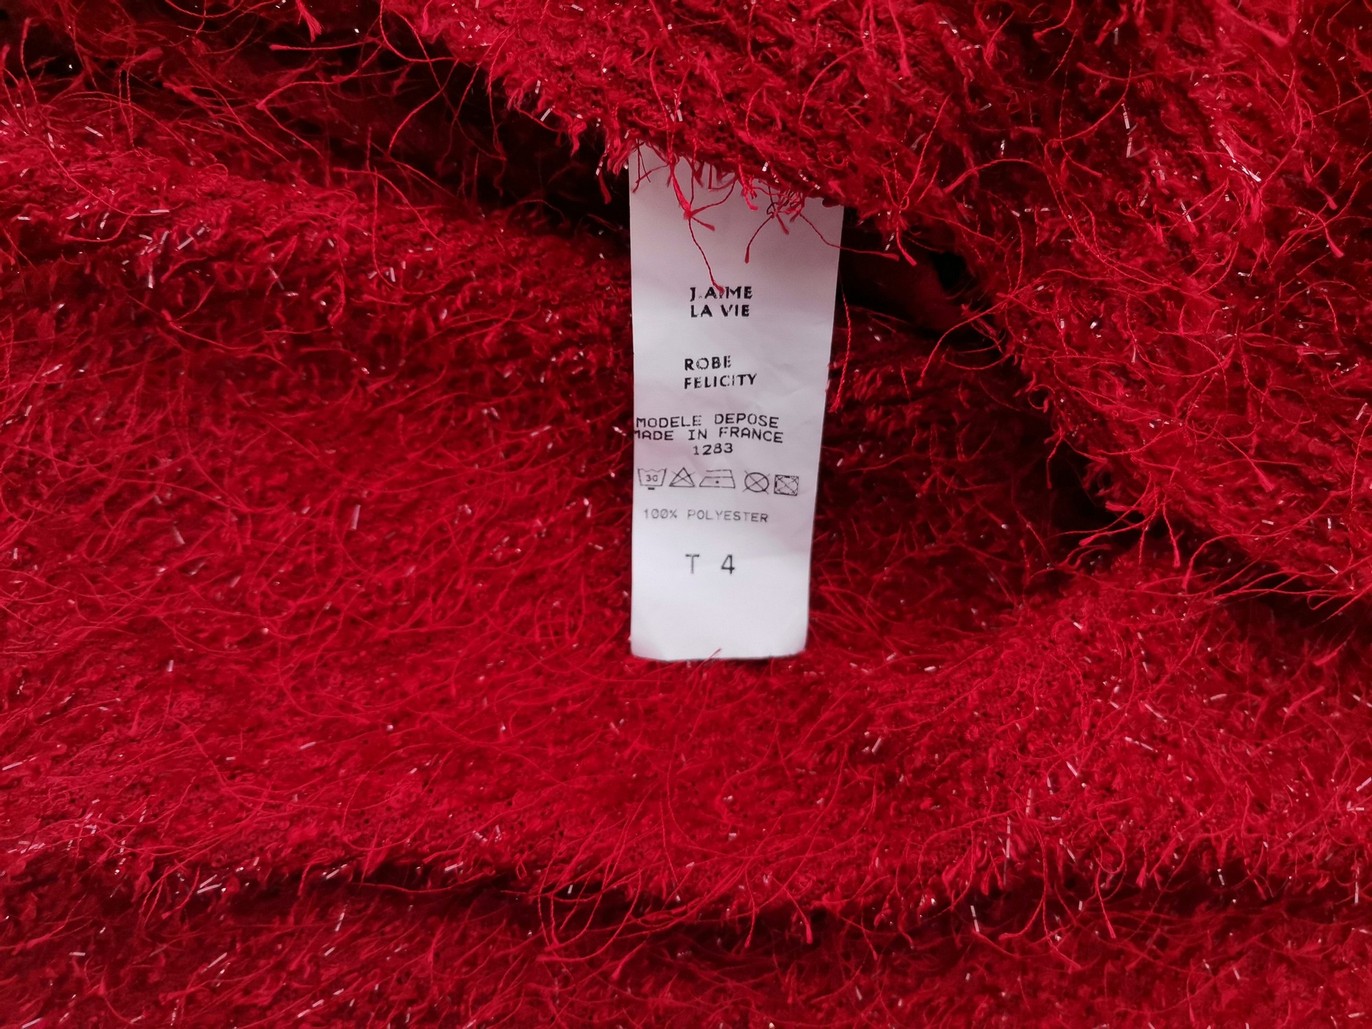 J.AIME
LA VIE
ROBE
FELICITY
MODELE DEPOSE
MADE IN FRANCE
1283
30
100% POLYESTER
T 4